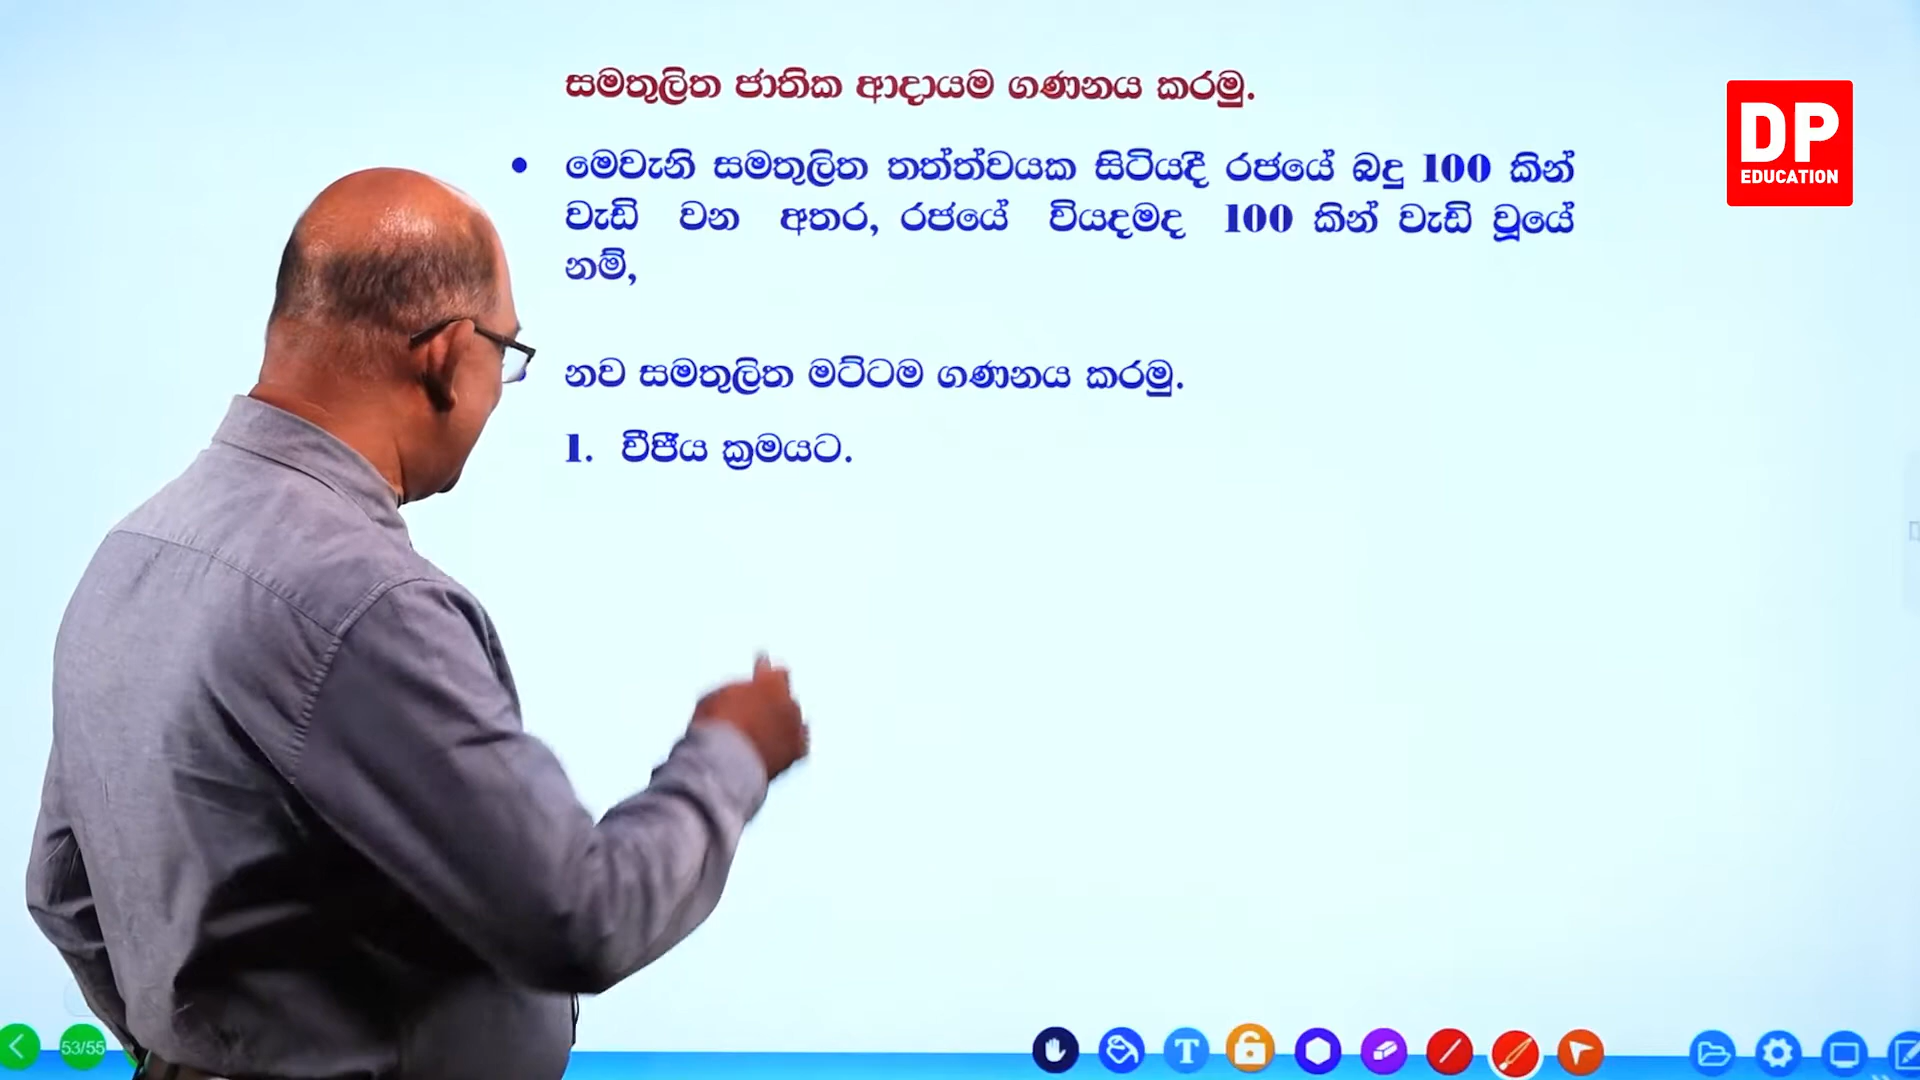 සමතුලිත ජාතික ආදායම ගණනය කරමු.
DP
EDUCATION
• මෙවැනි සමතුලිත තත්ත්වයක සිටියදී රජයේ බදු 100 කින්
වැඩි වන අතර, රජයේ වියදමද 100 කින් වැඩි වූයේ
නම්,
නව සමතුලිත මට්ටම ගණනය කරමු.
1. වීජීය ක්‍රමයට.
53/55
T